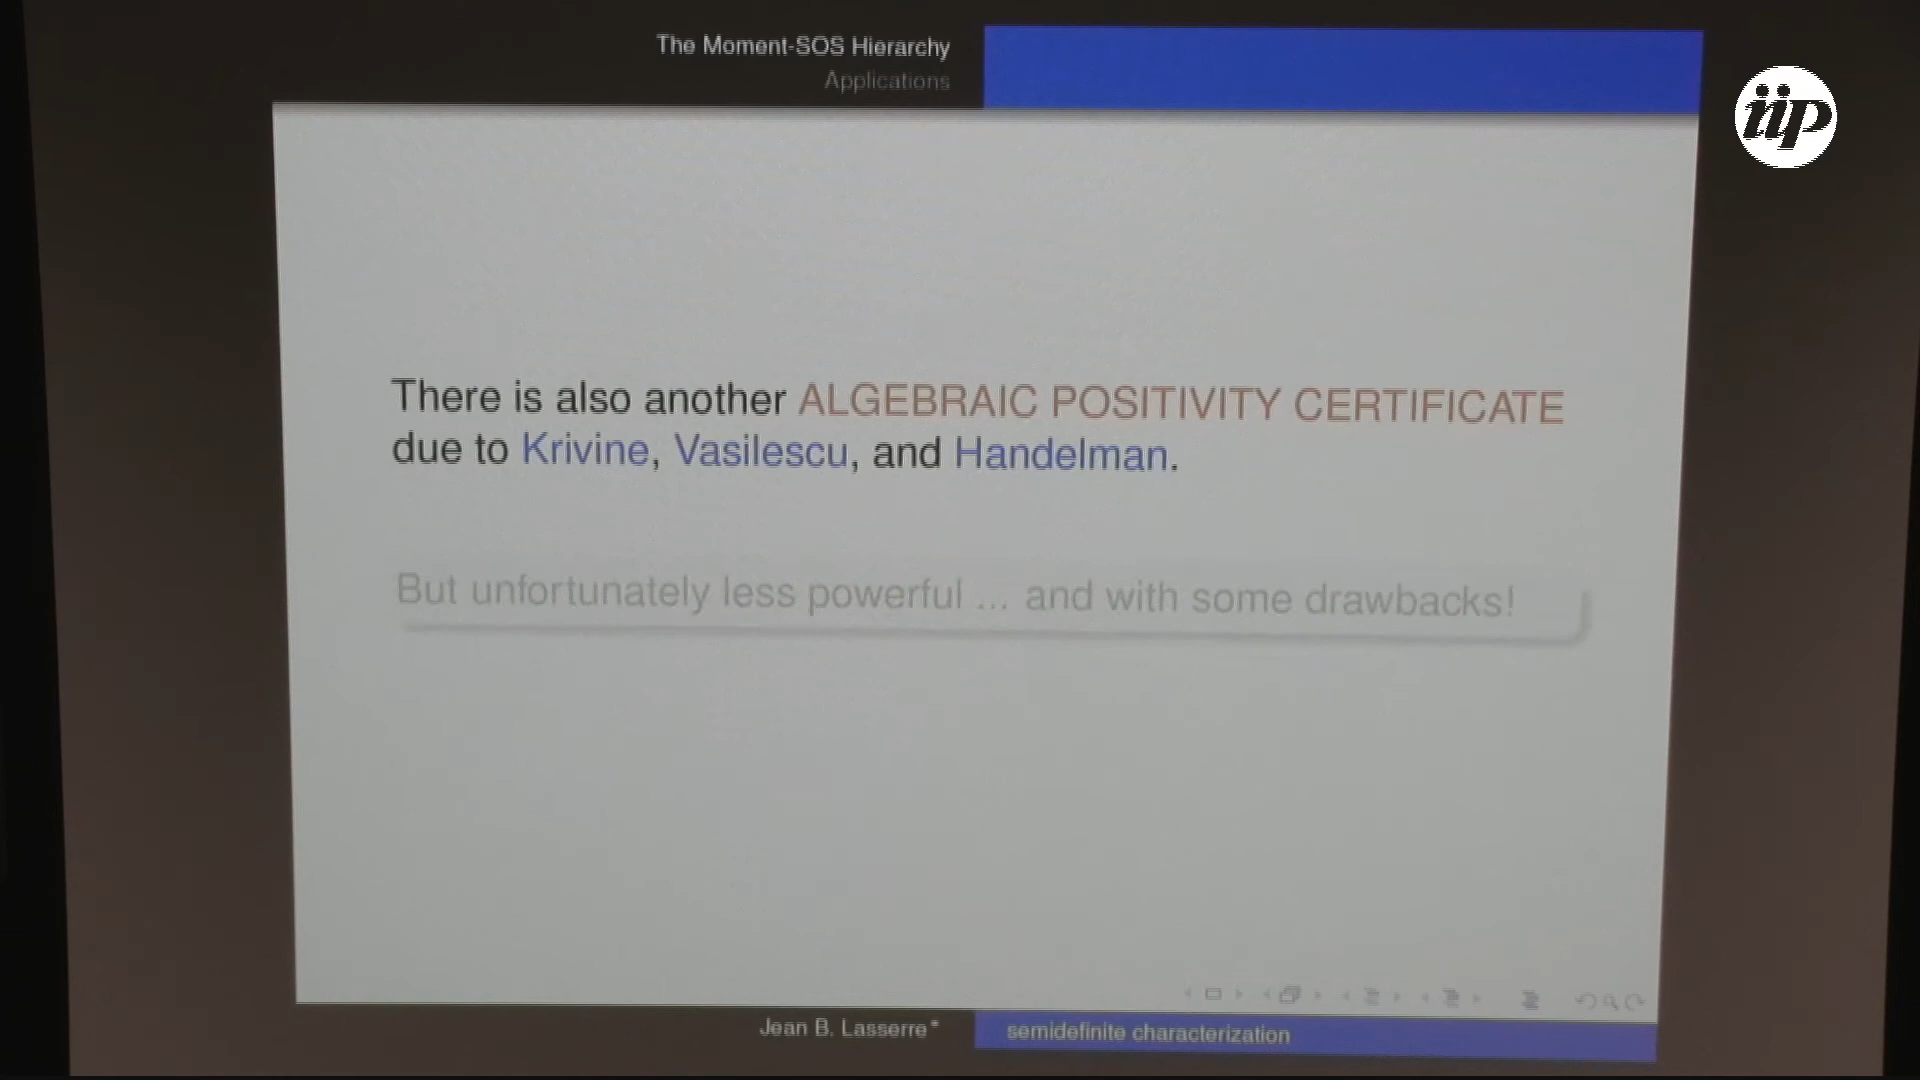 The Moment-SOS Hierarchy
Applications
iip
There is also another ALGEBRAIC POSITIVITY CERTIFICATE
due to Krivine, Vasilescu, and Handelman.
But unfortunately less powerful ... and with some drawbacks!
Jean B. Lasserre*
semidefinite characterization